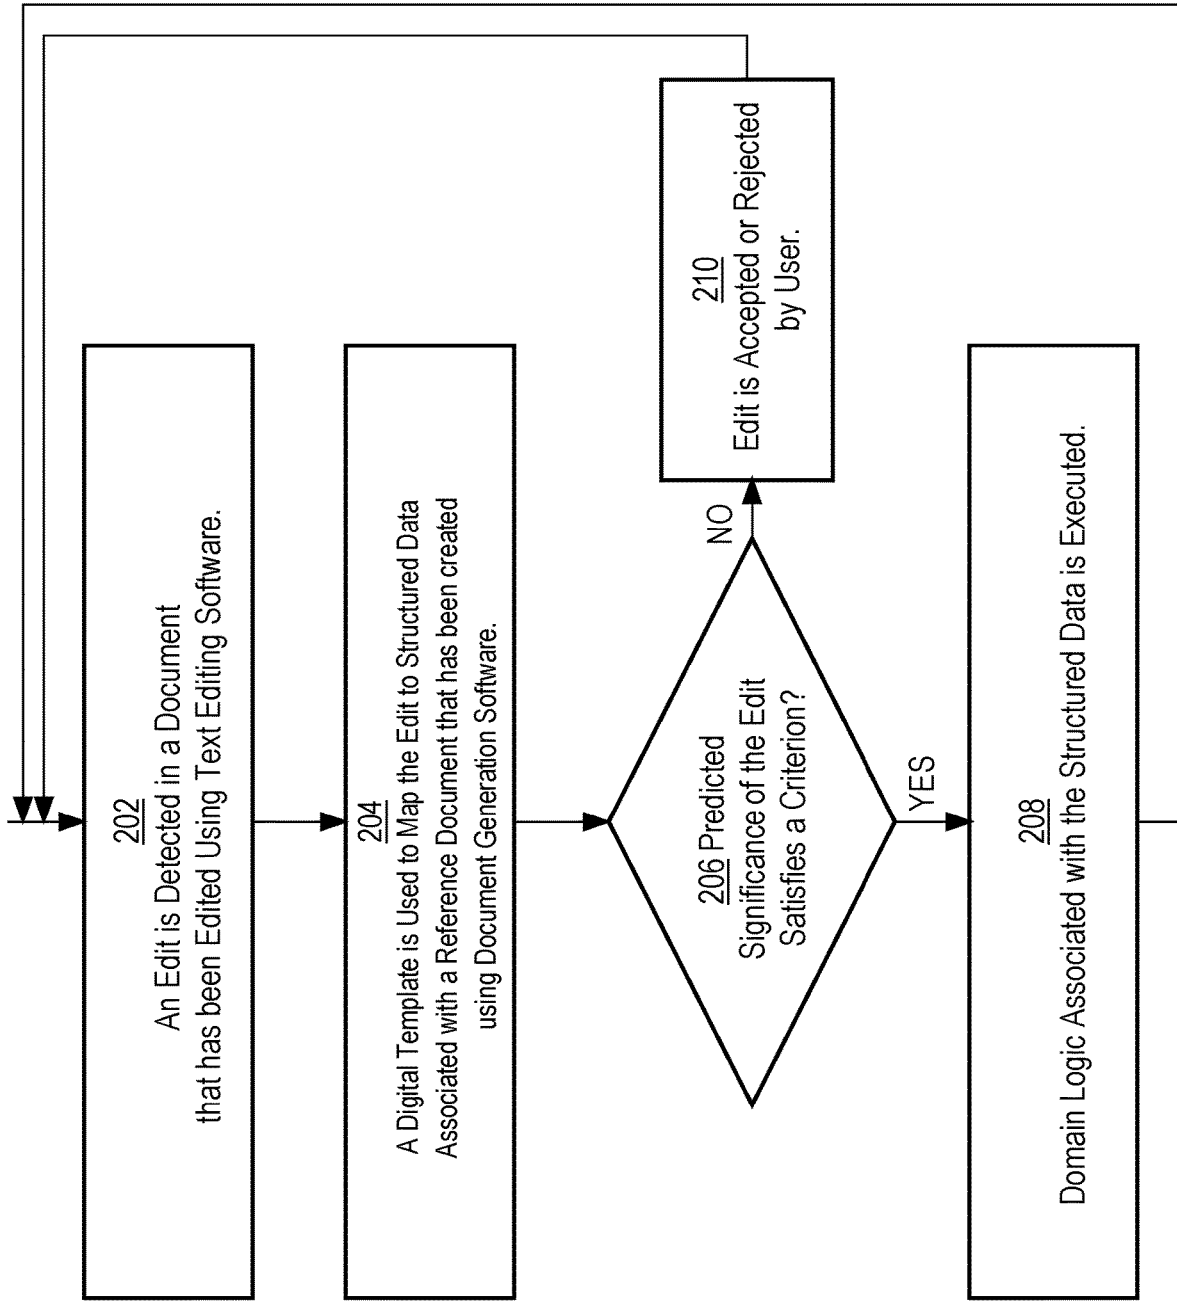 202
An Edit is Detected in a Document
that has been Edited Using Text Editing Software.
204
A Digital Template is Used to Map the Edit to Structured Data
Associated with a Reference Document that has been created
using Document Generation Software.
206 Predicted
Significance of the Edit
Satisfies a Criterion?
NO
210
Edit is Accepted or Rejected
by User.
YES
208
Domain Logic Associated with the Structured Data is Executed.